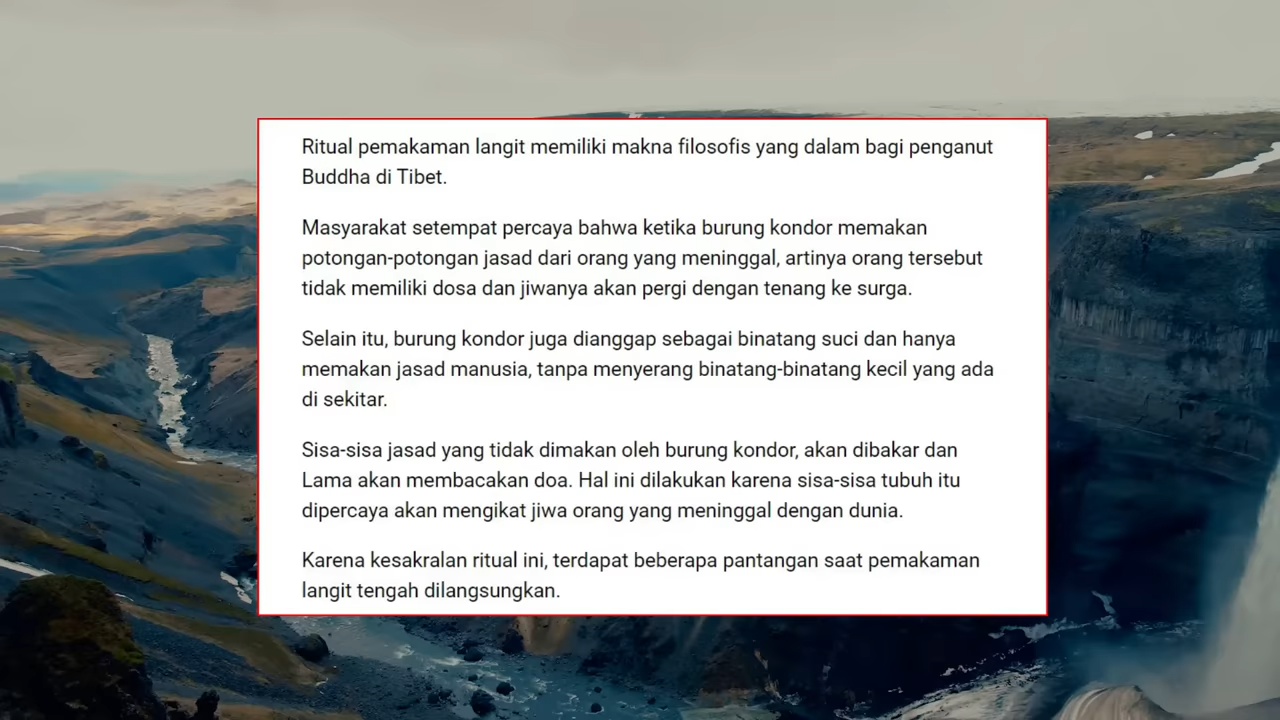 Ritual pemakaman langit memiliki makna filosofis yang dalam bagi penganut
Buddha di Tibet.
Masyarakat setempat percaya bahwa ketika burung kondor memakan
potongan-potongan jasad dari orang yang meninggal, artinya orang tersebut
tidak memiliki dosa dan jiwanya akan pergi dengan tenang ke surga.
Selain itu, burung kondor juga dianggap sebagai binatang suci dan hanya
memakan jasad manusia, tanpa menyerang binatang-binatang kecil yang ada
di sekitar.
Sisa-sisa jasad yang tidak dimakan oleh burung kondor, akan dibakar dan
Lama akan membacakan doa. Hal ini dilakukan karena sisa-sisa tubuh itu
dipercaya akan mengikat jiwa orang yang meninggal dengan dunia.
Karena kesakralan ritual ini, terdapat beberapa pantangan saat pemakaman
langit tengah dilangsungkan.